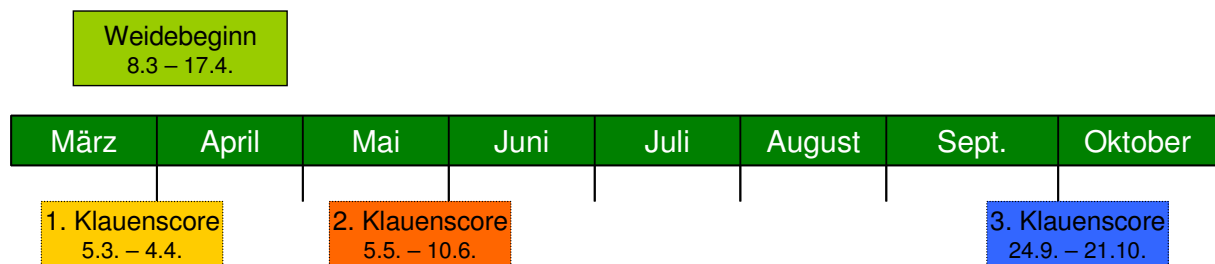 Weidebeginn
8.3 – 17.4.
März April Mai Juni Juli August Sept. Oktober
1. Klauenscore 2. Klauenscore 3. Klauenscore
5.3. – 4.4. 5.5. – 10.6. 24.9. – 21.10.